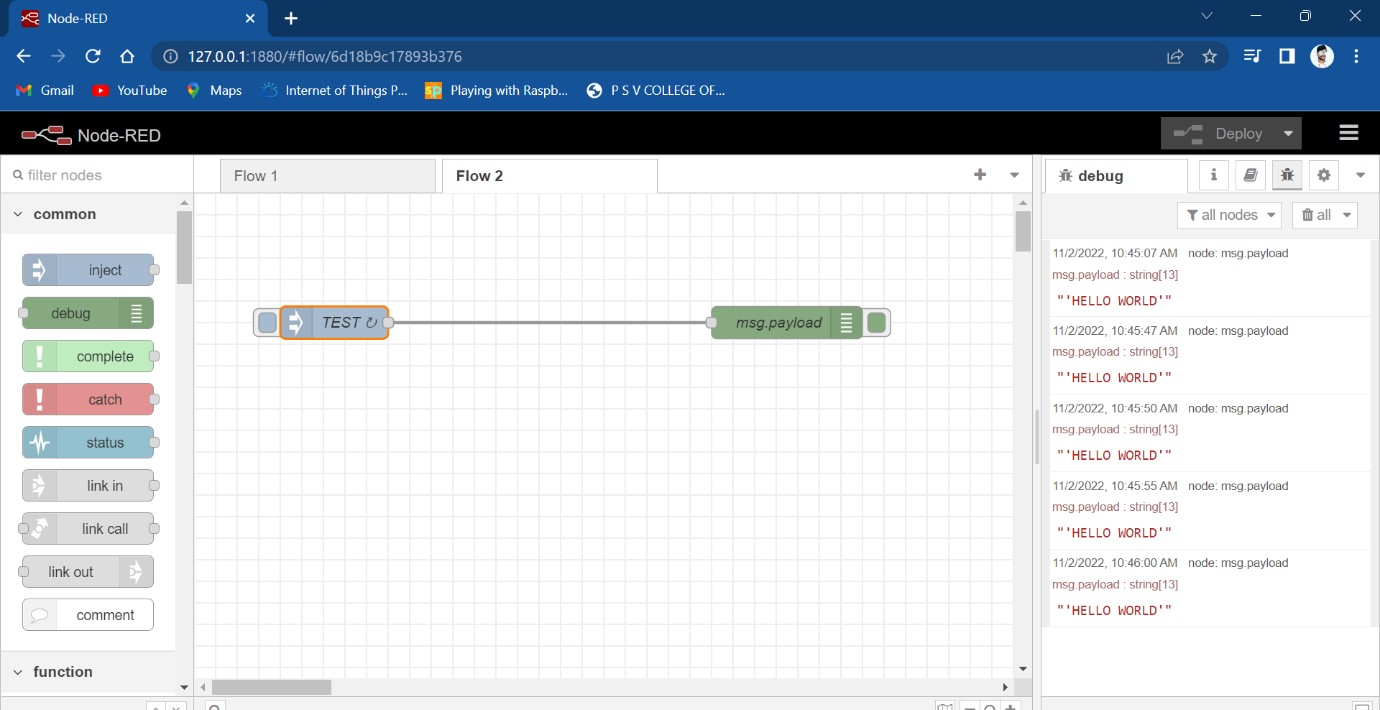 Node-RED
127.0.0.1:1880/#flow/6d18b9c17893b376
Gmail YouTube Maps Internet of Things P... Playing with Raspb... P S V COLLEGE OF...
Node-RED Deploy
filter nodes
Flow 1 Flow 2
debug
common
all nodes all
inject
debug
complete
catch
status
link in
link call
link out
comment
function
TEST ↻ msg.payload
11/2/2022, 10:45:07 AM node: msg.payload
msg.payload : string[13]
"'HELLO WORLD'"
11/2/2022, 10:45:47 AM node: msg.payload
msg.payload : string[13]
"'HELLO WORLD'"
11/2/2022, 10:45:50 AM node: msg.payload
msg.payload : string[13]
"'HELLO WORLD'"
11/2/2022, 10:45:55 AM node: msg.payload
msg.payload : string[13]
"'HELLO WORLD'"
11/2/2022, 10:46:00 AM node: msg.payload
msg.payload : string[13]
"'HELLO WORLD'"